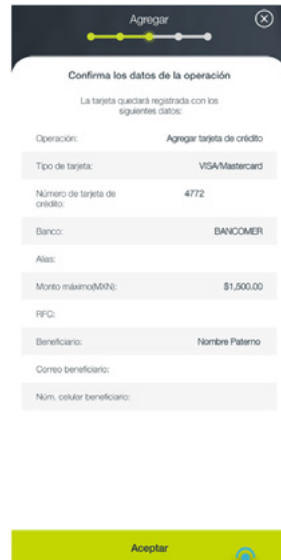 Agregar
Confirma los datos de la operación
La tarjeta quedará registrada con los
siguientes datos:
Operación: Agregar tarjeta de crédito
Tipo de tarjeta: VISA/Mastercard
Número de tarjeta de
crédito: 4772
Banco: BANCOMER
Alias:
Monto máximo(MXN): $1,500.00
RFC:
Beneficiario: Nombre Paterno
Correo beneficiario:
Núm. celular beneficiario:
Aceptar